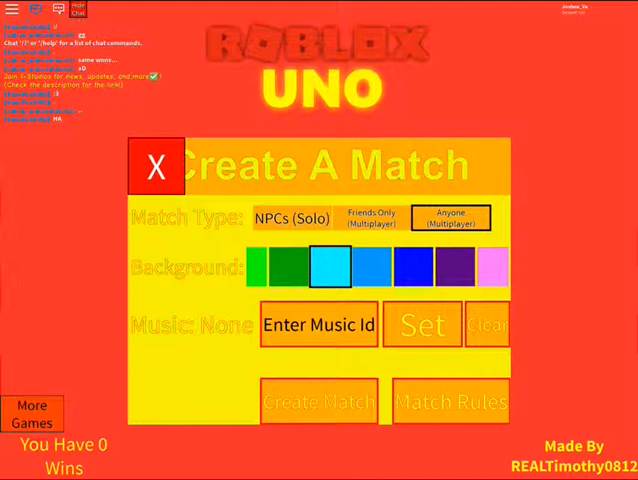 Hide
Chat
Chat '/?' or '/help' for a list of chat commands.
same wons...
xD
Join T-Studios for news, updates, and more✅!
(Check the description for the link!)
:3
HA
ROBLOX
UNO
X
Create A Match
Match Type:
NPCs (Solo)
Friends Only
(Multiplayer)
Anyone
(Multiplayer)
Background:
Music: None
Enter Music Id
Set
Clear
Create Match
Match Rules
More
Games
You Have 0
Wins
Made By
REALTimothy0812